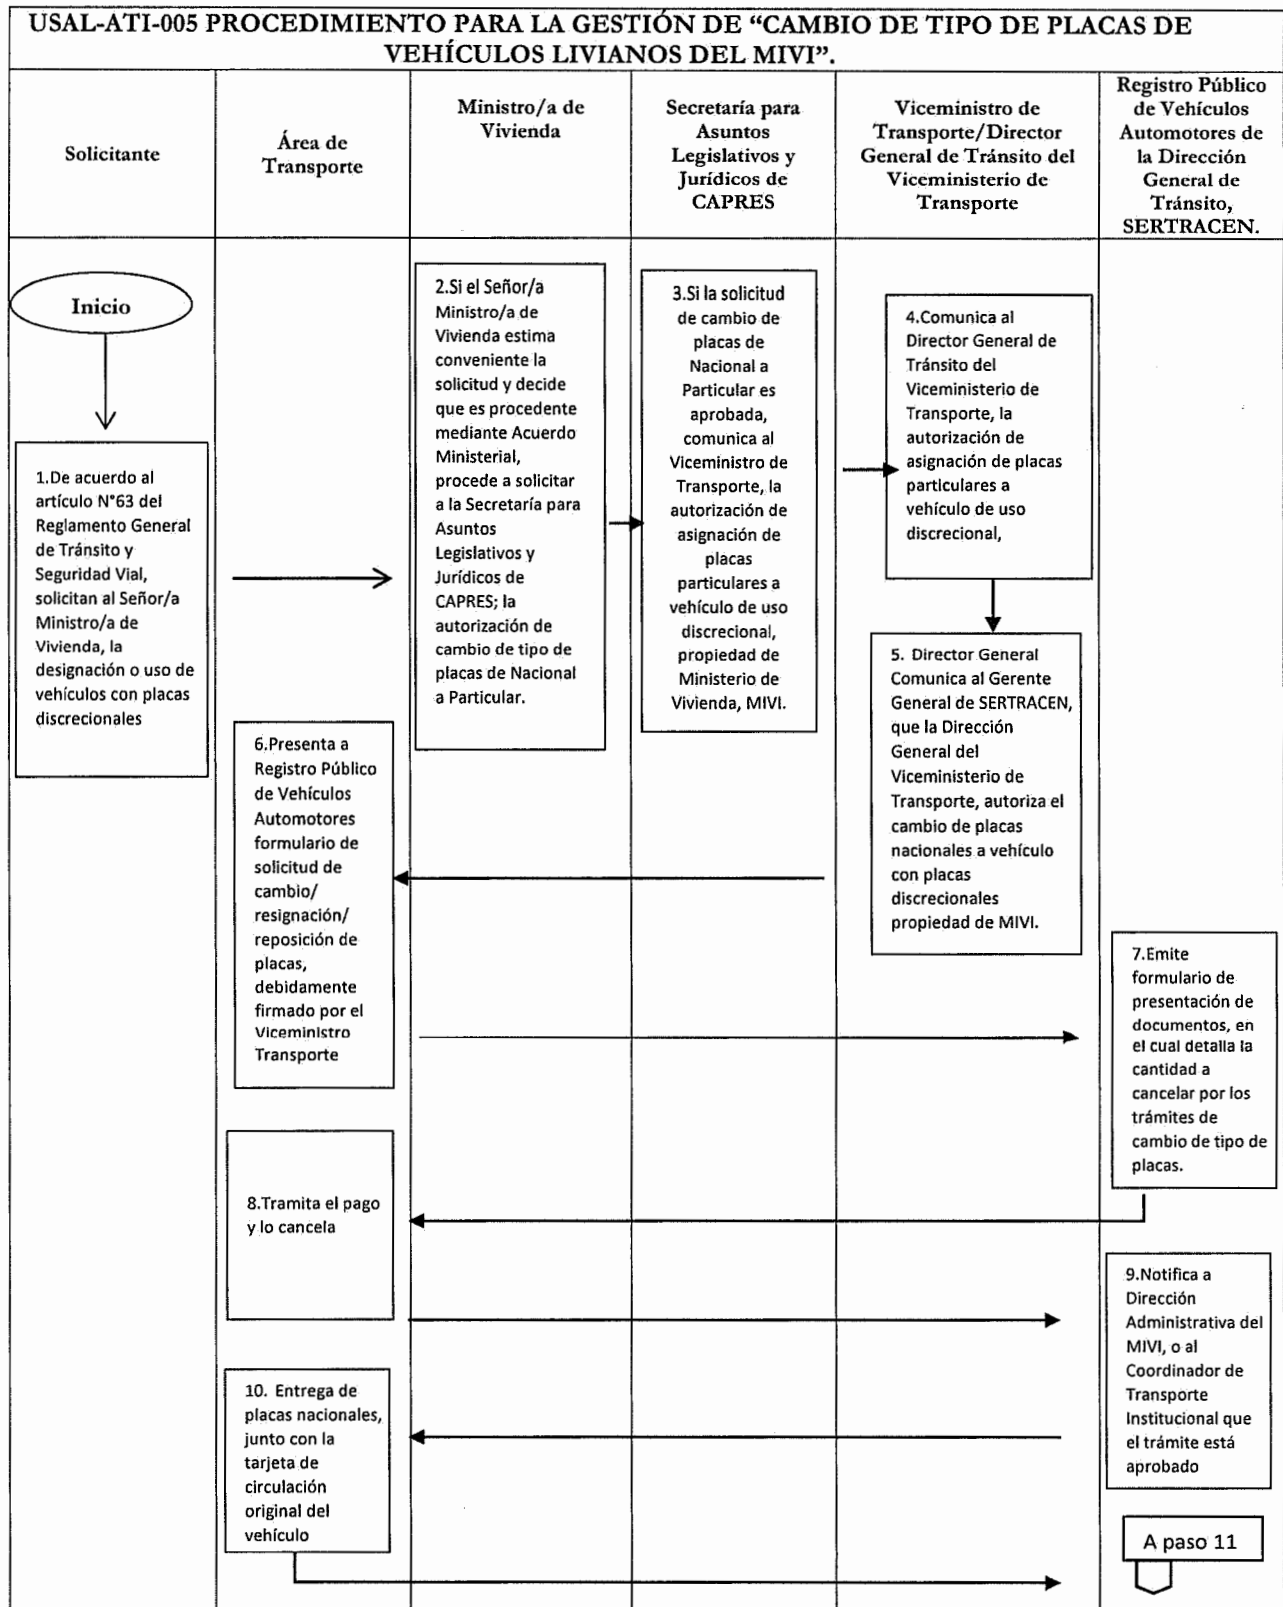 USAL-ATI-005 PROCEDIMIENTO PARA LA GESTIÓN DE “CAMBIO DE TIPO DE PLACAS DE
VEHÍCULOS LIVIANOS DEL MIVI”.
Solicitante
Área de
Transporte
Ministro/a de
Vivienda
Secretaría para
Asuntos
Legislativos y
Jurídicos de
CAPRES
Viceministro de
Transporte/Director
General de Tránsito del
Viceministerio de
Transporte
Registro Público
de Vehículos
Automotores de
la Dirección
General de
Tránsito,
SERTRACEN.
Inicio
1.De acuerdo al
artículo N°63 del
Reglamento General
de Tránsito y
Seguridad Vial,
solicitan al Señor/a
Ministro/a de
Vivienda, la
designación o uso de
vehículos con placas
discrecionales
2.Si el Señor/a
Ministro/a de
Vivienda estima
conveniente la
solicitud y decide
que es procedente
mediante Acuerdo
Ministerial,
procede a solicitar
a la Secretaría para
Asuntos
Legislativos y
Jurídicos de
CAPRES; la
autorización de
cambio de tipo de
placas de Nacional
a Particular.
3.Si la solicitud
de cambio de
placas de
Nacional a
Particular es
aprobada,
comunica al
Viceministro de
Transporte, la
autorización de
asignación de
placas
particulares a
vehículo de uso
discrecional,
propiedad de
Ministerio de
Vivienda, MIVI.
4.Comunica al
Director General de
Tránsito del
Viceministerio de
Transporte, la
autorización de
asignación de placas
particulares a
vehículo de uso
discrecional,
5. Director General
Comunica al Gerente
General de SERTRACEN,
que la Dirección
General del
Viceministerio de
Transporte, autoriza el
cambio de placas
nacionales a vehículo
con placas
discrecionales
propiedad de MIVI.
6.Presenta a
Registro Público
de Vehículos
Automotores
formulario de
solicitud de
cambio/
resignación/
reposición de
placas,
debidamente
firmado por el
Viceministro
Transporte
7.Emite
formulario de
presentación de
documentos, en
el cual detalla la
cantidad a
cancelar por los
trámites de
cambio de tipo de
placas.
8.Tramita el pago
y lo cancela
9.Notifica a
Dirección
Administrativa del
MIVI, o al
Coordinador de
Transporte
Institucional que
el trámite está
aprobado
10. Entrega de
placas nacionales,
junto con la
tarjeta de
circulación
original del
vehículo
A paso 11